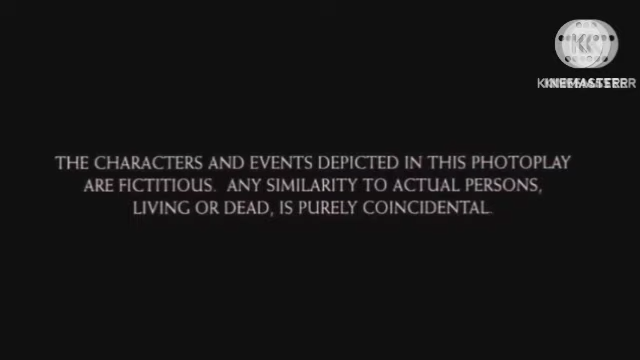 THE CHARACTERS AND EVENTS DEPICTED IN THIS PHOTOPLAY
ARE FICTITIOUS. ANY SIMILARITY TO ACTUAL PERSONS,
LIVING OR DEAD, IS PURELY COINCIDENTAL.